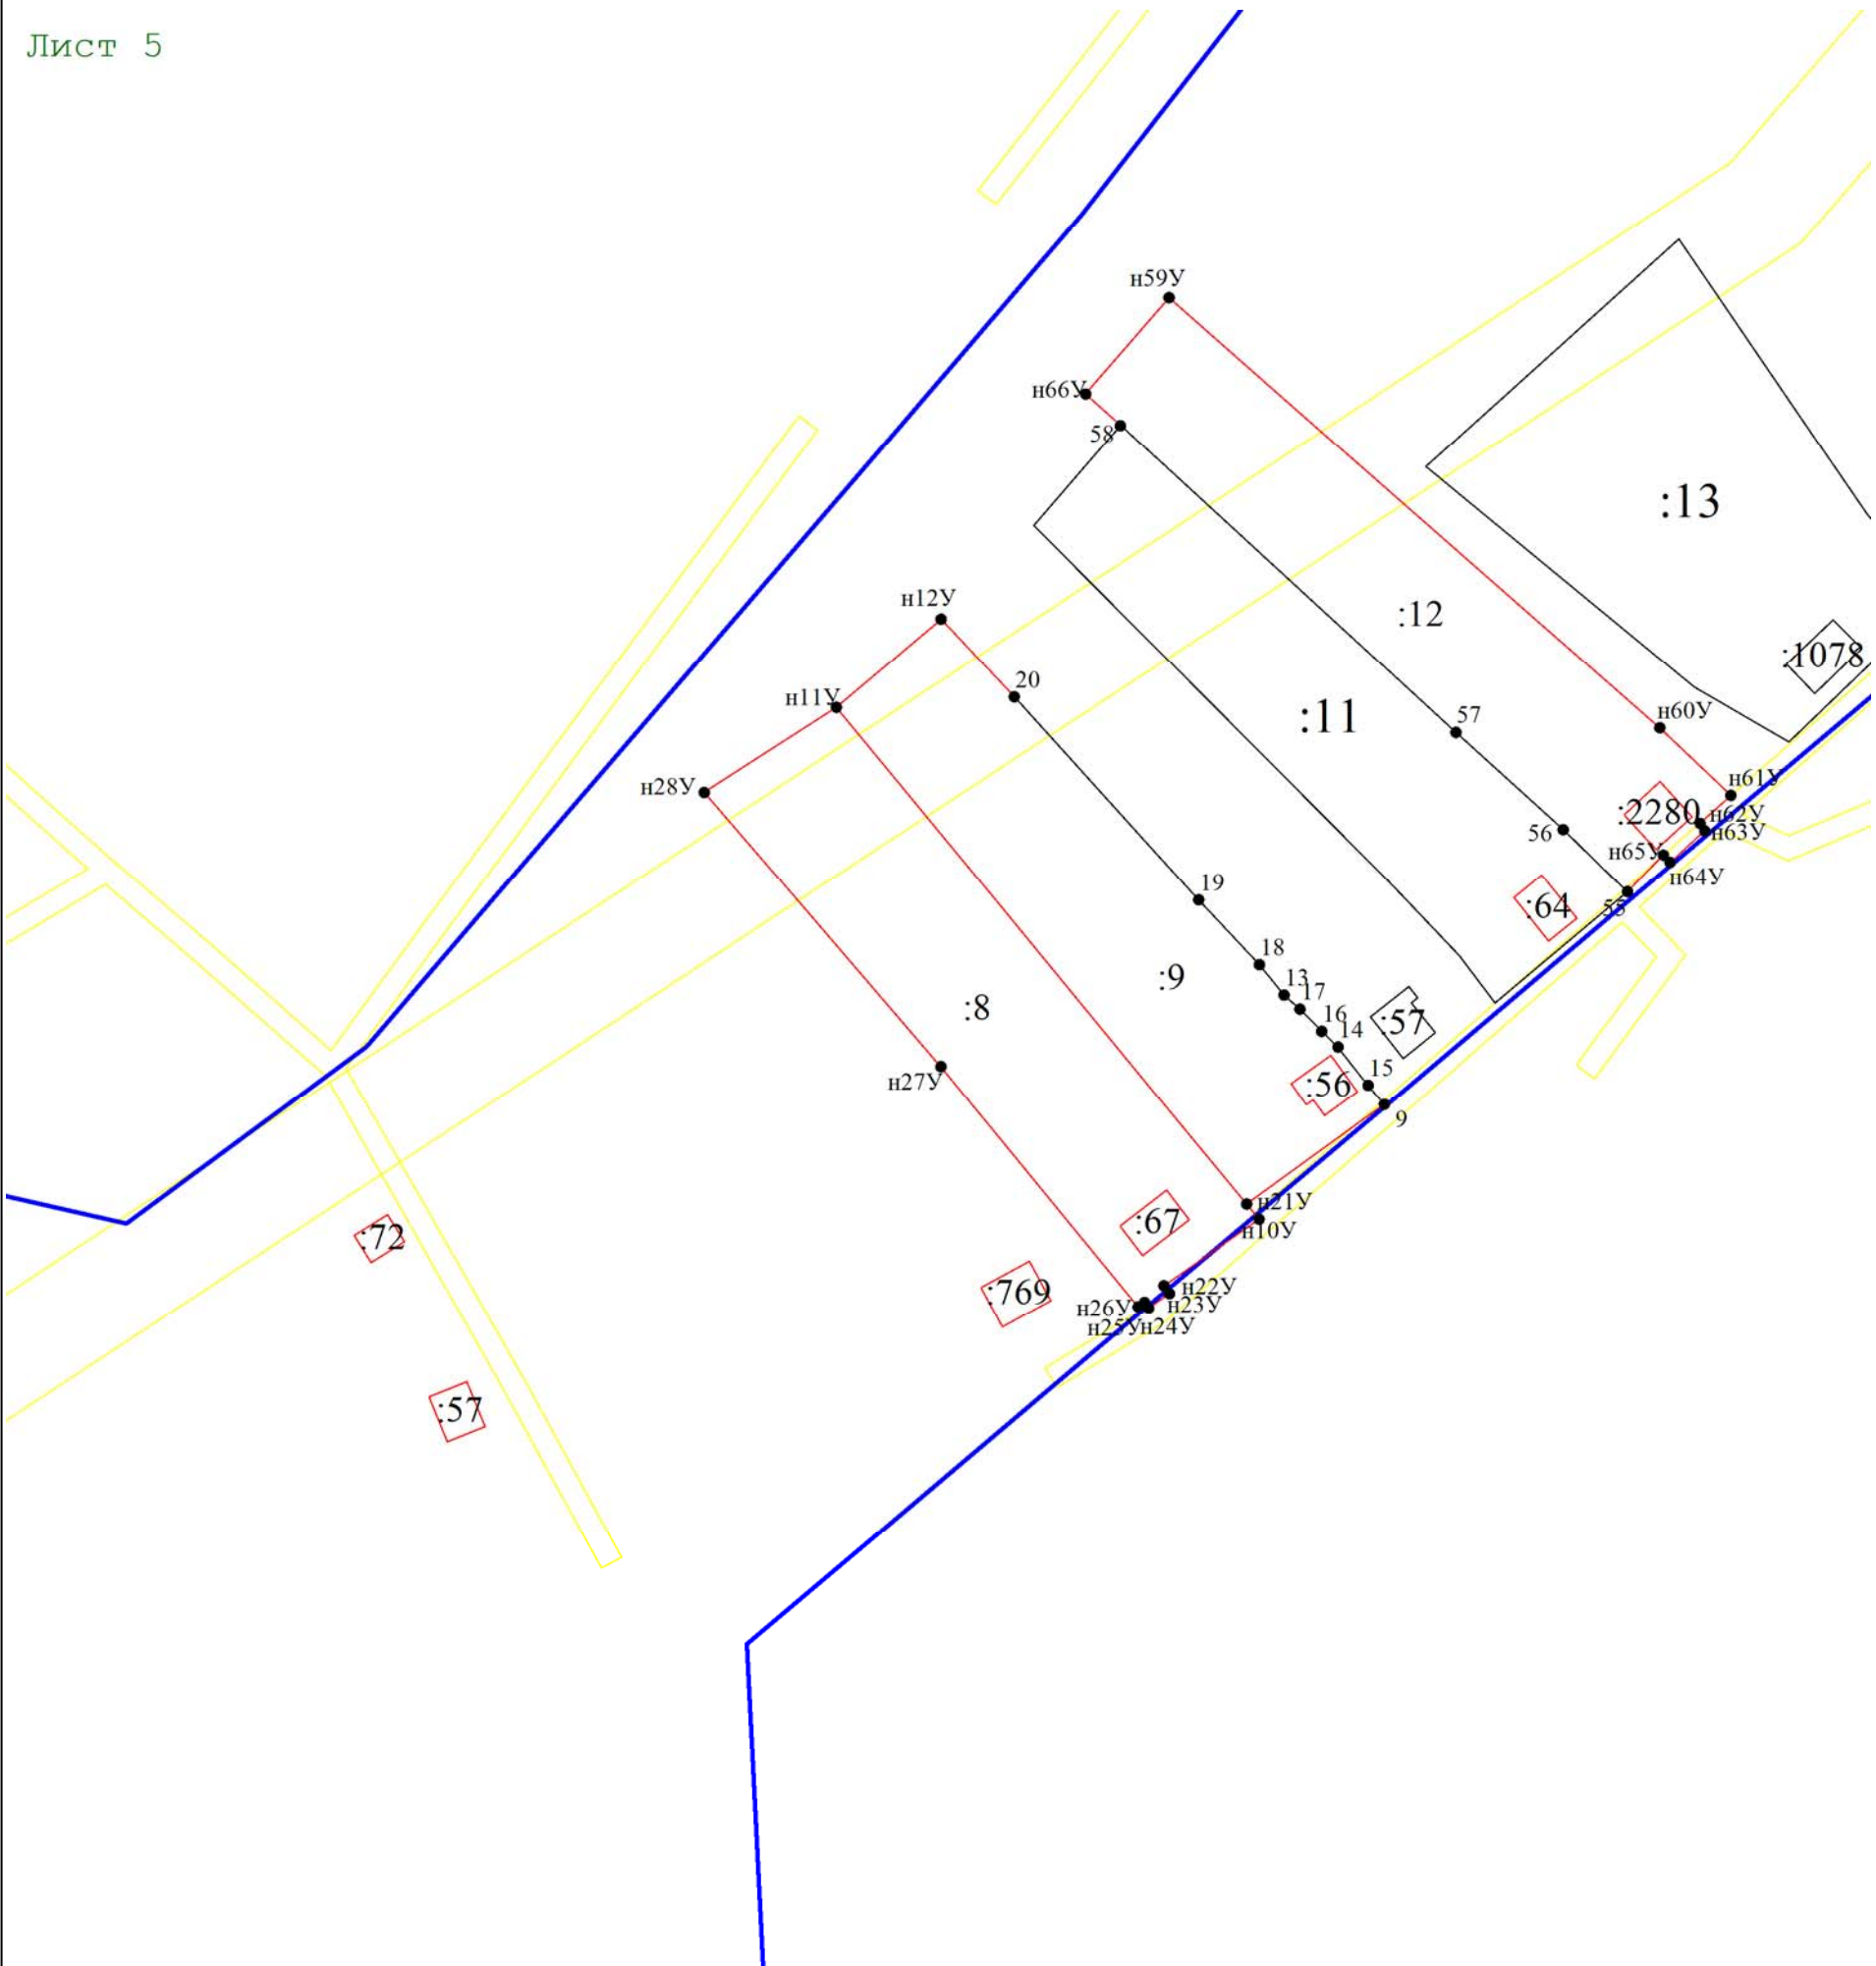 Лист 5
н59У
н66У
58
:13
н12У
:12
:1078
20
н11У
57
н60У
:11
н28У
н61У
:2280
н62У
56
н63У
н65У
н64У
19
:64
55
18
:9
13
17
:8
16
:57
14
15
н27У
:56
9
н21У
:67
н10У
:72
:769
н22У
н26У
н23У
н25У
н24У
:57